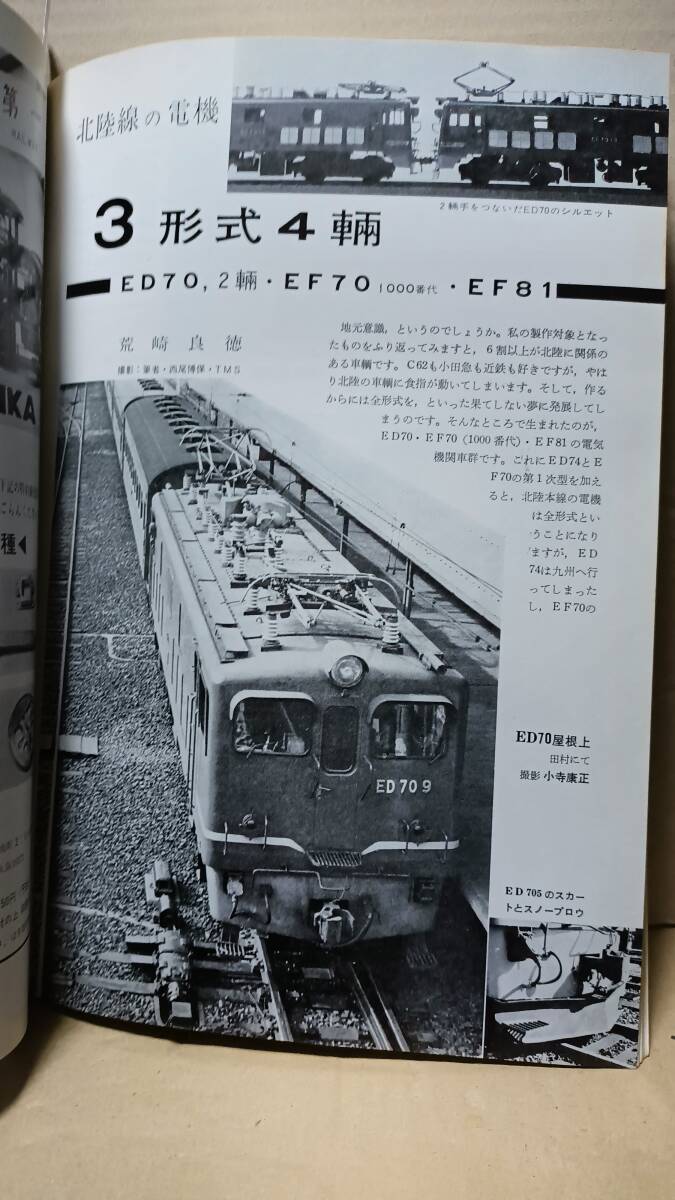 北陸線の電機
2輛手をつないだED70のシルエット
3形式4輛
ED70, 2輛・EF70 1000番代・EF81
荒崎良徳
撮影：筆者・西尾博保・TMS
地元意識，というのでしょうか。私の製作対象となっ
たものをふり返ってみますと，6割以上が北陸に関係の
ある車輌です。C62も小田急も近鉄も好きですが，やは
り北陸の車輌に食指が動いてしまいます。そして，作る
からには全形式を，といった果てしない夢に発展してし
まうのです。そんなところで生まれたのが，
ED70・EF70（1000番代）・EF81の電気
機関車群です。これにED74とE
F70の第1次型を加え
ると，北陸本線の電機
は全形式とい
うことになり
ますが，ED
74は九州へ行
ってしまった
し，EF70の
ED70屋根上
田村にて
撮影 小寺康正
ED 70 9
ED 705 のスカー
トとスノープロウ
種